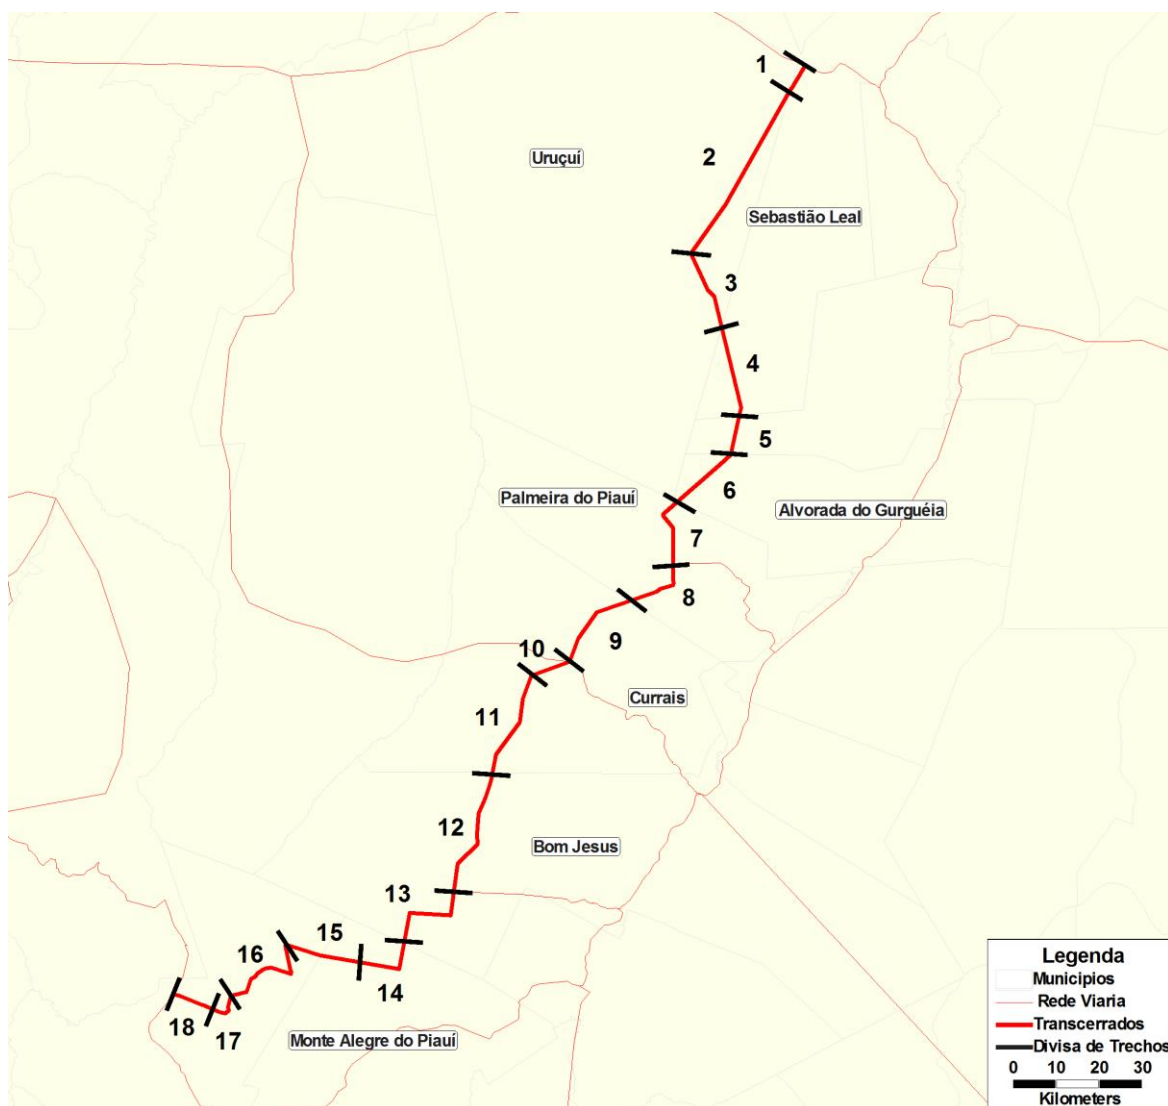 1
2
Uruçuí
Sebastião Leal
3
4
5
6
Palmeira do Piauí
Alvorada do Gurguéia
7
8
9
10
Currais
11
12
Bom Jesus
13
15
16
14
18
17
Monte Alegre do Piauí
Legenda
Municipios
Rede Viaria
Transcerrados
Divisa de Trechos
0 10 20 30
Kilometers